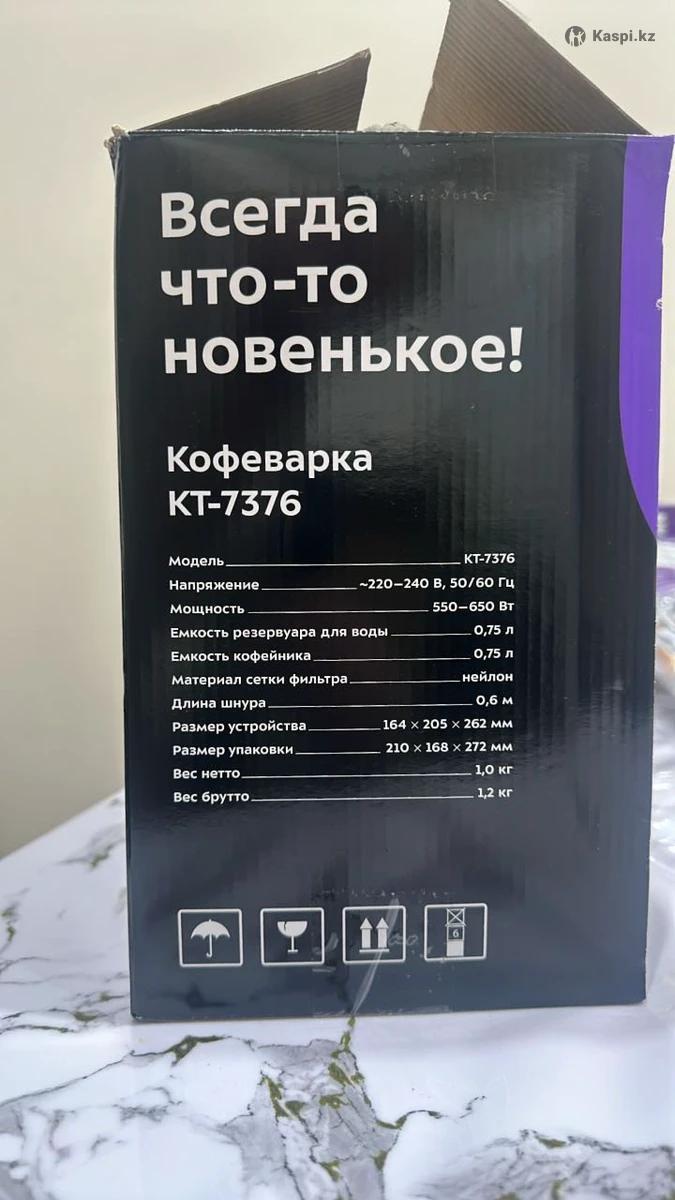 Kaspi.kz
Всегда
что-то
новенькое!
Кофеварка
КТ-7376
Модель КТ-7376
Напряжение ~220–240 В, 50/60 Гц
Мощность 550–650 Вт
Емкость резервуара для воды 0,75 л
Емкость кофейника 0,75 л
Материал сетки фильтра нейлон
Длина шнура 0,6 м
Размер устройства 164 × 205 × 262 мм
Размер упаковки 210 × 168 × 272 мм
Вес нетто 1,0 кг
Вес брутто 1,2 кг
6